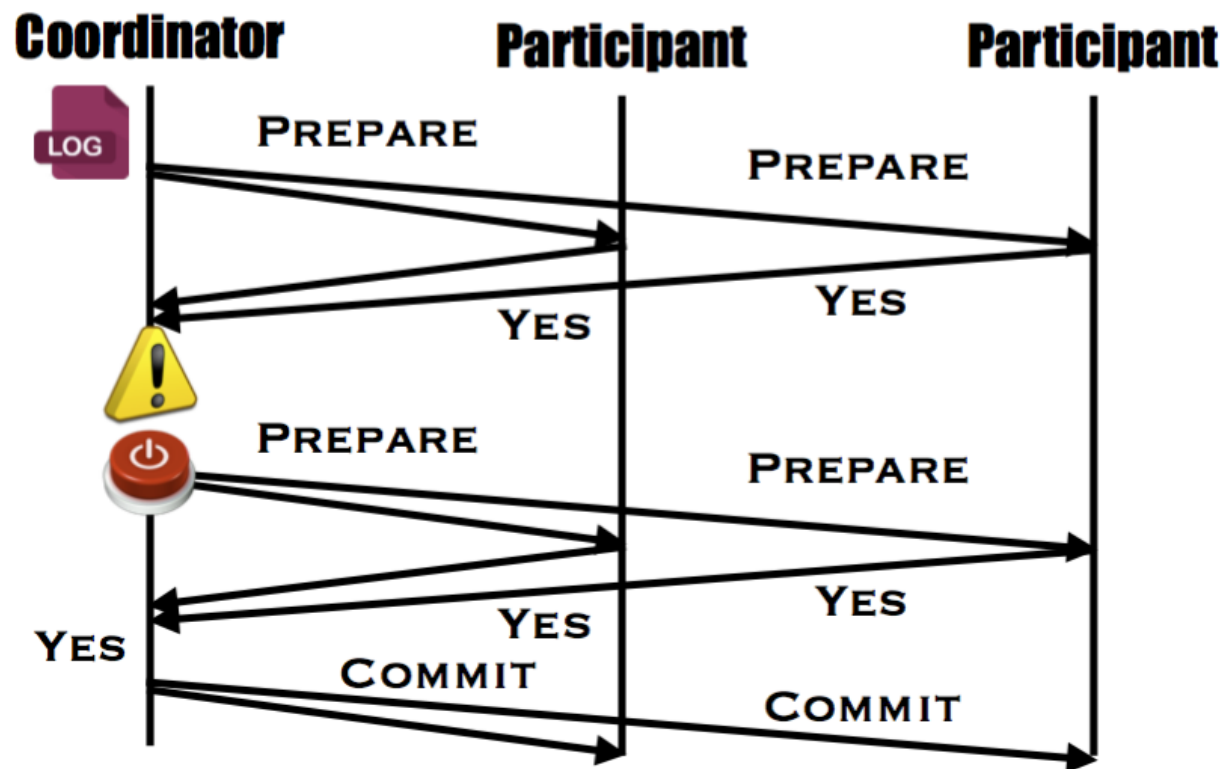 Coordinator Participant Participant
LOG
PREPARE
PREPARE
YES
YES
PREPARE
PREPARE
YES
YES
YES
COMMIT
COMMIT